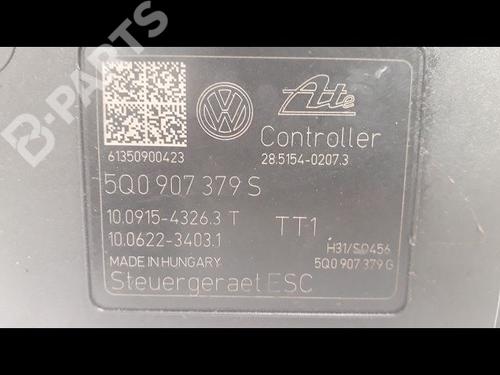 B-PARTS
VW
Ate
61350900423
Controller
28.5154-0207.3
5Q0 907 379 S
10.0915-4326.3 T
TT1
10.0622-3403.1
H31/S0456
MADE IN HUNGARY
5Q0 907 379 G
Steuergeraet ESC